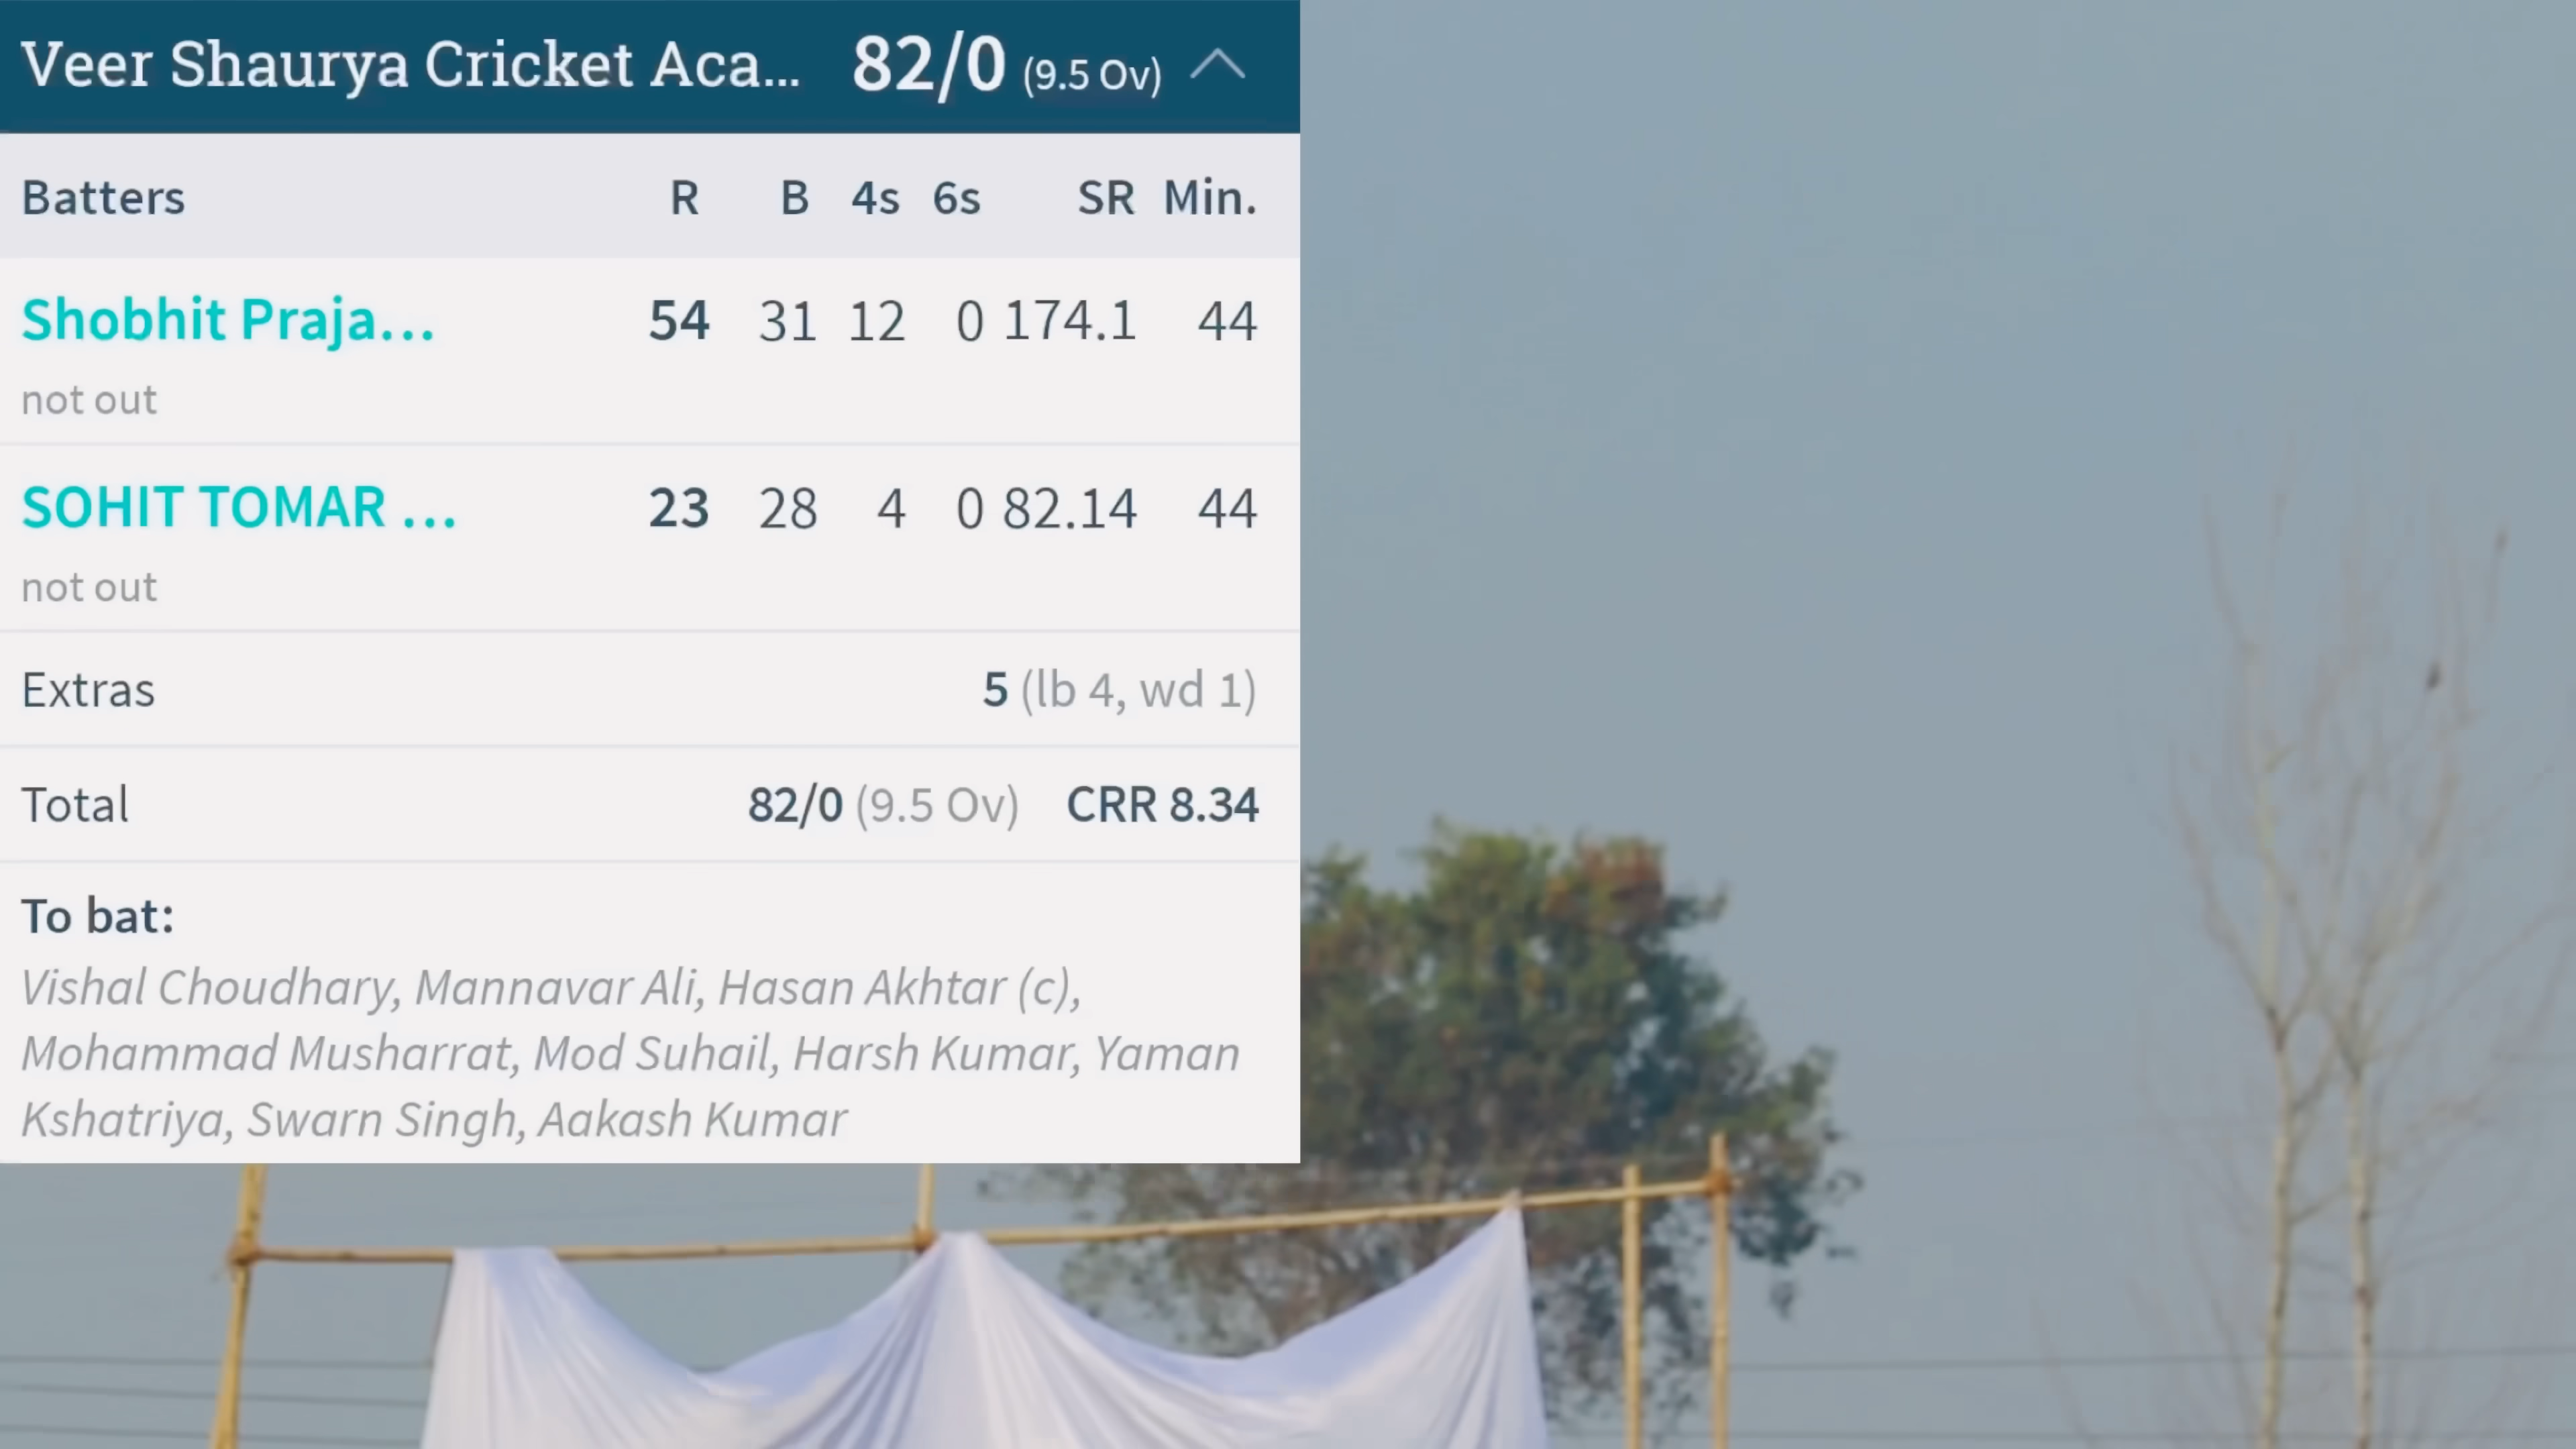 Veer Shaurya Cricket Aca... 82/0 (9.5 Ov)
Batters R B 4s 6s SR Min.
Shobhit Praja... 54 31 12 0 174.1 44
not out
SOHIT TOMAR ... 23 28 4 0 82.14 44
not out
Extras 5 (lb 4, wd 1)
Total 82/0 (9.5 Ov) CRR 8.34
To bat:
Vishal Choudhary, Mannavar Ali, Hasan Akhtar (c),
Mohammad Musharrat, Mod Suhail, Harsh Kumar, Yaman
Kshatriya, Swarn Singh, Aakash Kumar